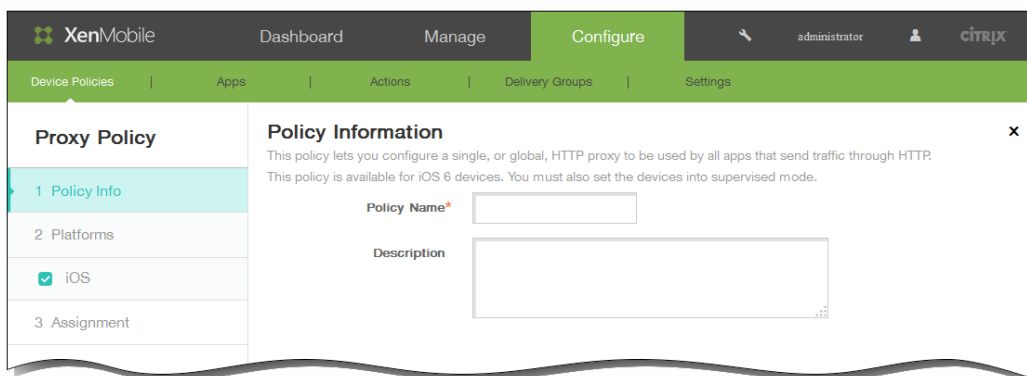 XenMobile Dashboard Manage Configure administrator CİTRIX
Device Policies | Apps | Actions | Delivery Groups | Settings
Proxy Policy
1 Policy Info
2 Platforms
iOS
3 Assignment
Policy Information x
This policy lets you configure a single, or global, HTTP proxy to be used by all apps that send traffic through HTTP.
This policy is available for iOS 6 devices. You must also set the devices into supervised mode.
Policy Name*
Description